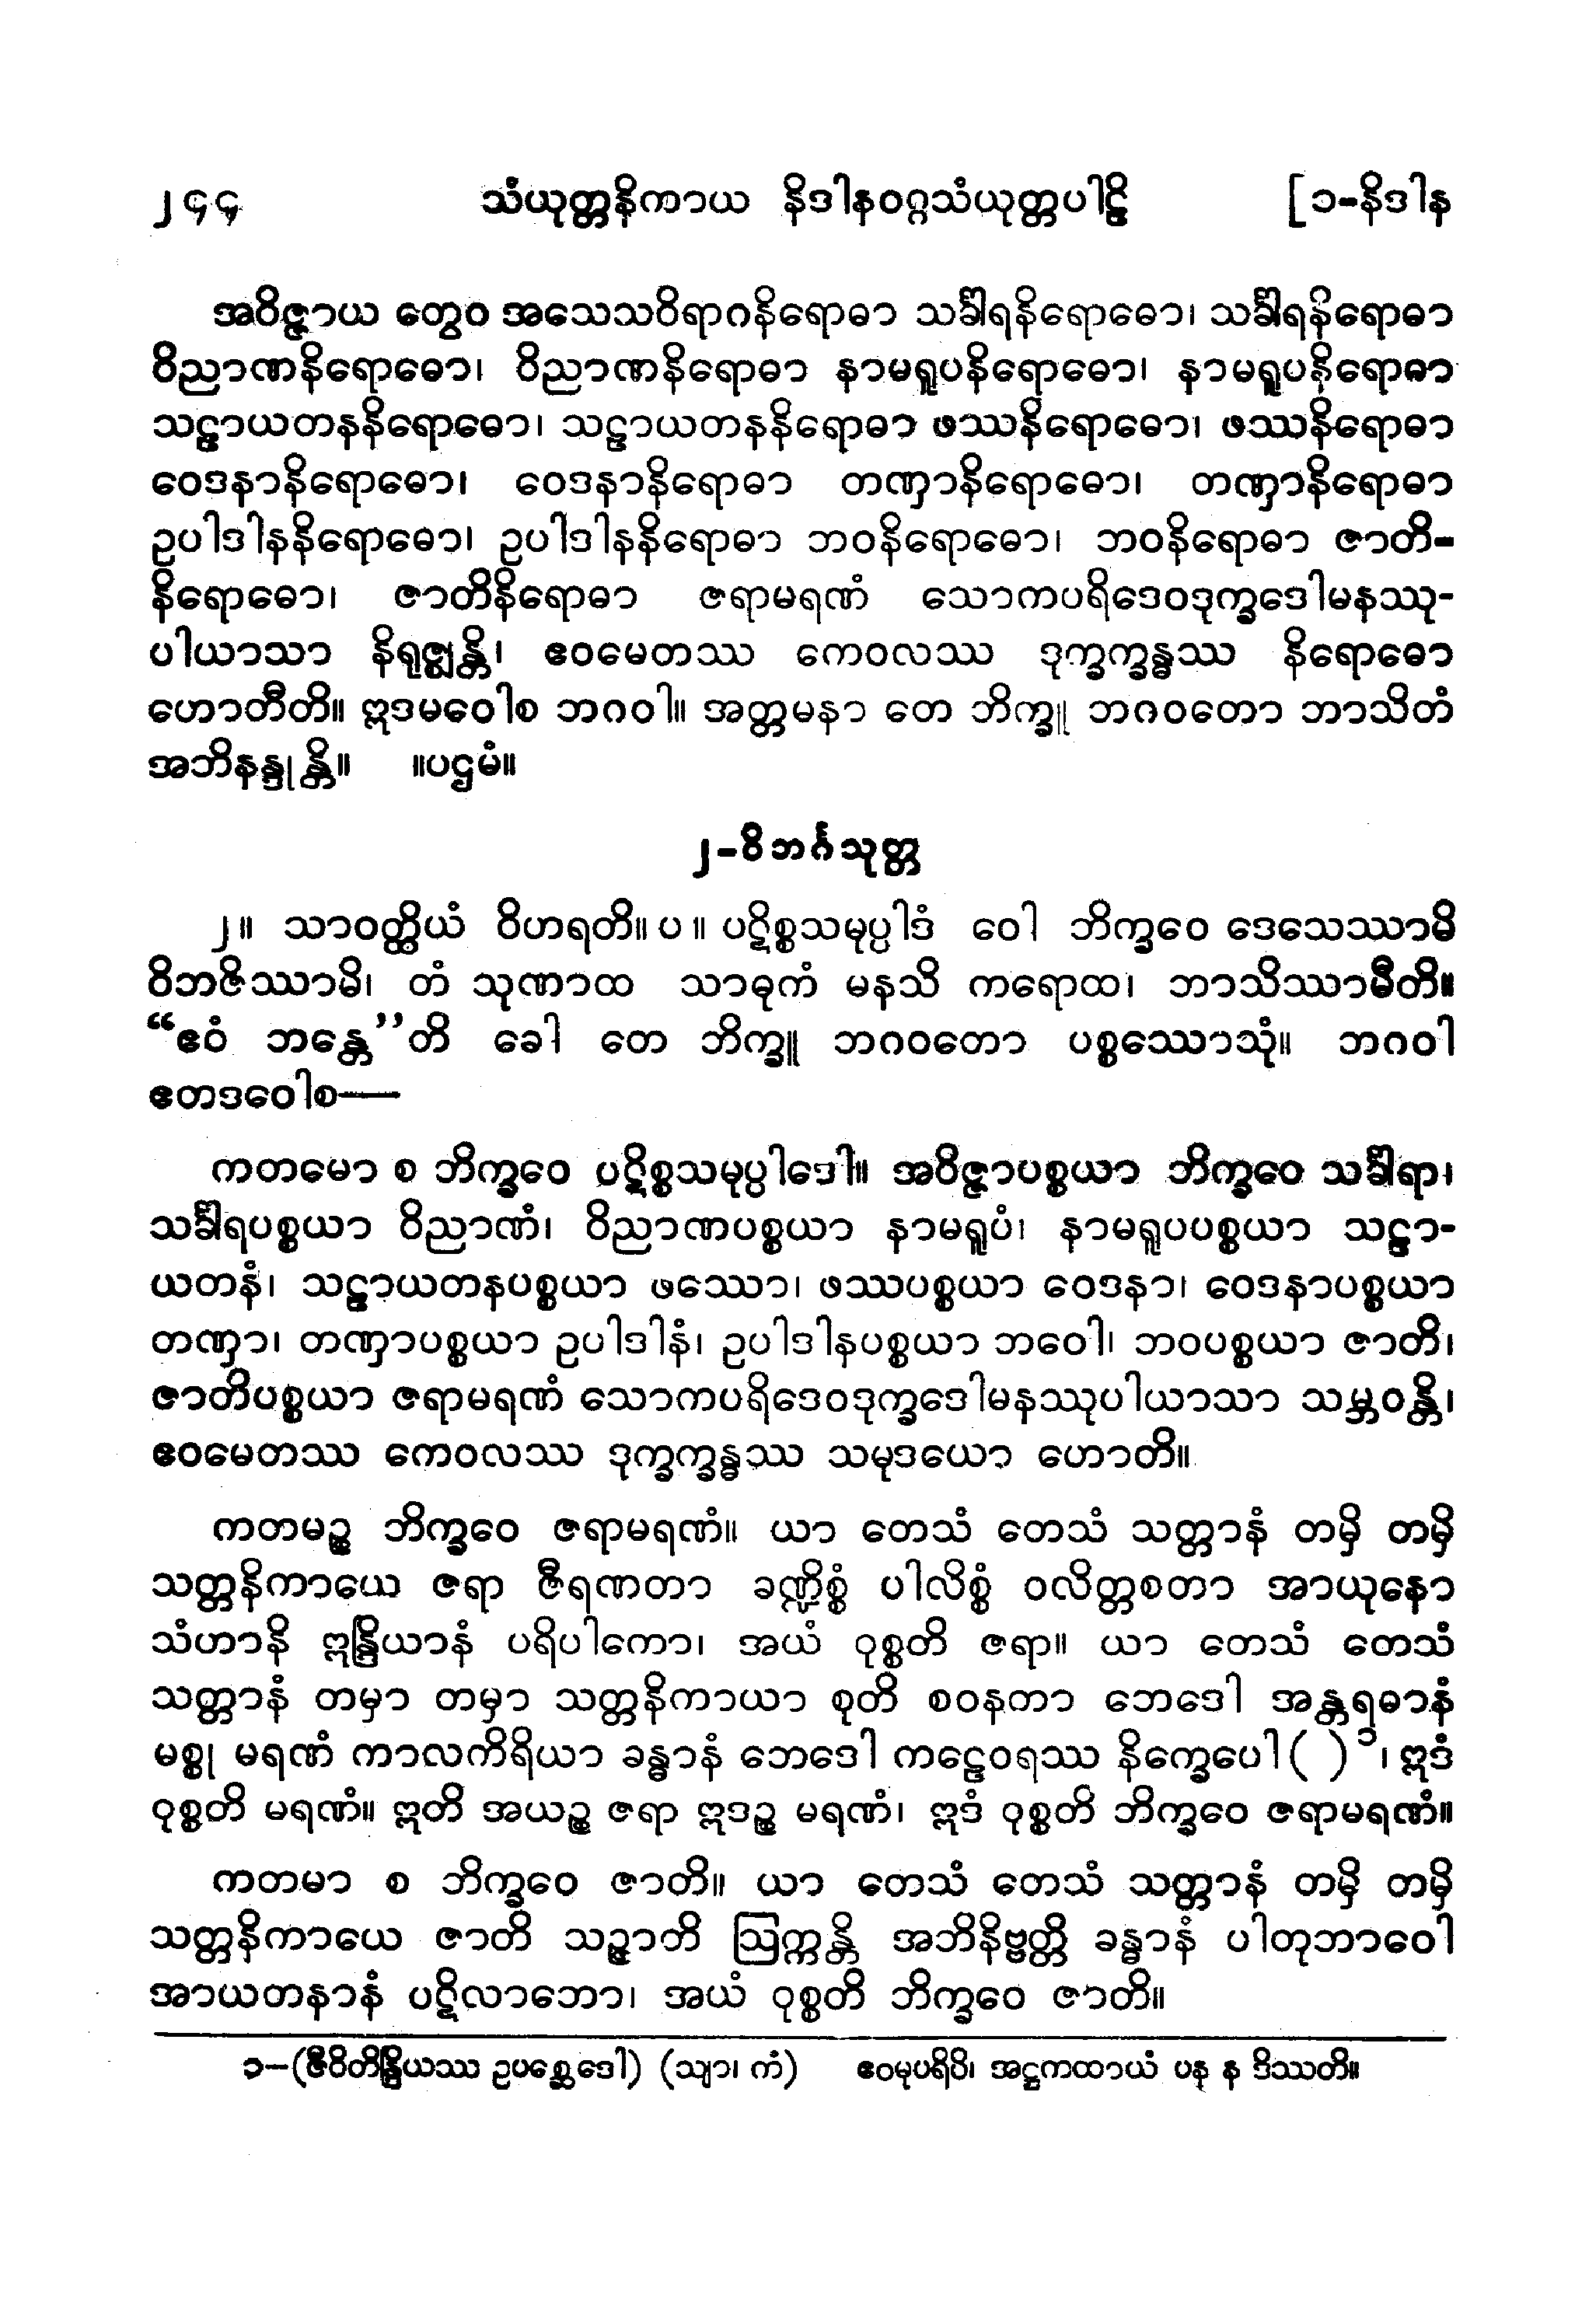 ၂၄၄ သံယုတ္တနိကာယ နိဒါနဝဂ္ဂသံယုတ္တပါဠိ [၁-နိဒါန
အဝိဇ္ဇာယ တွေဝ အသေသဝိရာဂနိရောဓာ သင်္ခါရနိရောဓော၊ သင်္ခါရနိရောဓာ
ဝိညာဏနိရောဓော၊ ဝိညာဏနိရောဓာ နာမရူပနိရောဓော၊ နာမရူပနိရောဓာ
သဠာယတနနိရောဓော၊ သဠာယတနနိရောဓာ ဖဿနိရောဓော၊ ဖဿနိရောဓာ
ဝေဒနာနိရောဓော၊ ဝေဒနာနိရောဓာ တဏှာနိရောဓော၊ တဏှာနိရောဓာ
ဥပါဒါနနိရောဓော၊ ဥပါဒါနနိရောဓာ ဘဝနိရောဓော၊ ဘဝနိရောဓာ ဇာတိ-
နိရောဓော၊ ဇာတိနိရောဓာ ဇရာမရဏံ သောကပရိဒေဝဒုက္ခဒေါမနဿု-
ပါယာသာ နိရုဇ္ဈန္တိ၊ ဧဝမေတဿ ကေဝလဿ ဒုက္ခက္ခန္ဓဿ နိရောဓော
ဟောတီတိ။ ဣဒမဝေါစ ဘဂဝါ။ အတ္တမနာ တေ ဘိက္ခူ ဘဂဝတော ဘာသိတံ
အဘိနန္ဒုန္တိ။ ။ပဌမံ။
၂-ဝိဘင်္ဂသုတ္တ
၂။ သာဝတ္ထိယံ ဝိဟရတိ။ပ။ ပဋိစ္စသမုပ္ပါဒံ ဝေါ ဘိက္ခဝေ ဒေသေဿာမိ
ဝိဘဇိဿာမိ၊ တံ သုဏာထ သာဓုကံ မနသိ ကရောထ၊ ဘာသိဿာမီတိ။
“ဧဝံ ဘန္တေ”တိ ခေါ တေ ဘိက္ခူ ဘဂဝတော ပစ္စဿောသုံ။ ဘဂဝါ
ဧတဒဝေါစ—
ကတမော စ ဘိက္ခဝေ ပဋိစ္စသမုပ္ပါဒေါ။ အဝိဇ္ဇာပစ္စယာ ဘိက္ခဝေ သင်္ခါရာ၊
သင်္ခါရပစ္စယာ ဝိညာဏံ၊ ဝိညာဏပစ္စယာ နာမရူပံ၊ နာမရူပပစ္စယာ သဠာ-
ယတနံ၊ သဠာယတနပစ္စယာ ဖဿော၊ ဖဿပစ္စယာ ဝေဒနာ၊ ဝေဒနာပစ္စယာ
တဏှာ၊ တဏှာပစ္စယာ ဥပါဒါနံ၊ ဥပါဒါနပစ္စယာ ဘဝေါ၊ ဘဝပစ္စယာ ဇာတိ၊
ဇာတိပစ္စယာ ဇရာမရဏံ သောကပရိဒေဝဒုက္ခဒေါမနဿုပါယာသာ သမ္ဘဝန္တိ၊
ဧဝမေတဿ ကေဝလဿ ဒုက္ခက္ခန္ဓဿ သမုဒယော ဟောတိ။
ကတမဉ္စ ဘိက္ခဝေ ဇရာမရဏံ။ ယာ တေသံ တေသံ သတ္တာနံ တမှိ တမှိ
သတ္တနိကာယေ ဇရာ ဇီရဏတာ ခဏ္ဍိစ္စံ ပါလိစ္စံ ဝလိတ္တစတာ အာယုနော
သံဟာနိ ဣန္ဒြိယာနံ ပရိပါကော၊ အယံ ဝုစ္စတိ ဇရာ။ ယာ တေသံ တေသံ
သတ္တာနံ တမှာ တမှာ သတ္တနိကာယာ စုတိ စဝနတာ ဘေဒေါ အန္တရဓာနံ
မစ္စု မရဏံ ကာလကိရိယာ ခန္ဓာနံ ဘေဒေါ ကဠေဝရဿ နိက္ခေပေါ ( )၁၊ ဣဒံ
ဝုစ္စတိ မရဏံ။ ဣတိ အယဉ္စ ဇရာ ဣဒဉ္စ မရဏံ၊ ဣဒံ ဝုစ္စတိ ဘိက္ခဝေ ဇရာမရဏံ။
ကတမာ စ ဘိက္ခဝေ ဇာတိ။ ယာ တေသံ တေသံ သတ္တာနံ တမှိ တမှိ
သတ္တနိကာယေ ဇာတိ သဉ္ဇာတိ ဩက္ကန္တိ အဘိနိဗ္ဗတ္တိ ခန္ဓာနံ ပါတုဘာဝေါ
အာယတနာနံ ပဋိလာဘော၊ အယံ ဝုစ္စတိ ဘိက္ခဝေ ဇာတိ။
၁−(ဇီဝိတိန္ဒြိယဿ ဥပစ္ဆေဒေါ) (သျာ၊ ကံ) ဧဝမုပရိပိ၊ အဋ္ဌကထာယံ ပန န ဒိဿတိ။